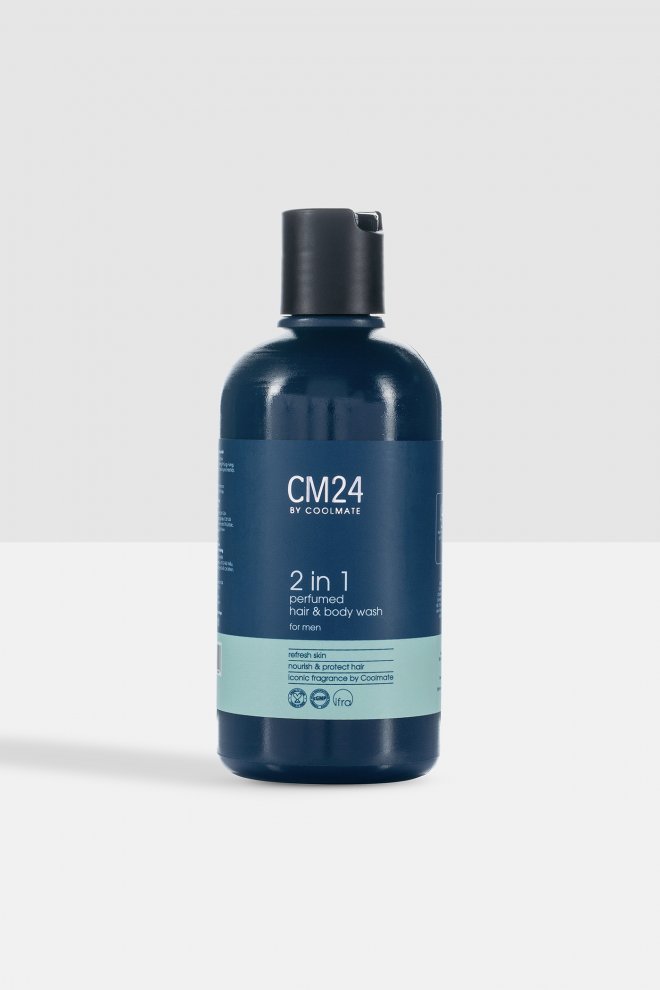 CM24
BY COOLMATE
2 in 1
perfumed
hair & body wash
for men
refresh skin
nourish & protect hair
iconic fragrance by Coolmate
ifra